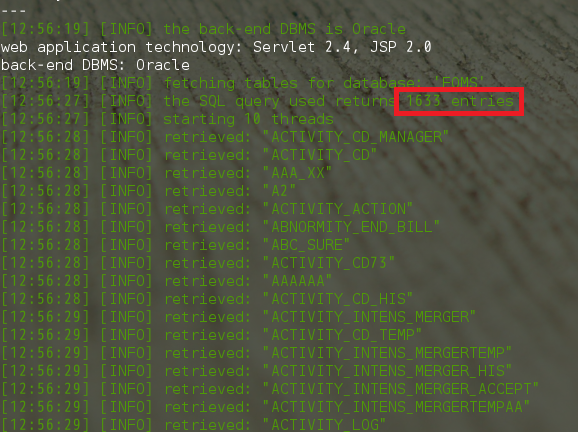 ---
[12:56:19] [INFO] the back-end DBMS is Oracle
web application technology: Servlet 2.4, JSP 2.0
back-end DBMS: Oracle
[12:56:19] [INFO] fetching tables for database: 'FOMS'
[12:56:27] [INFO] the SQL query used returns 1633 entries
[12:56:27] [INFO] starting 10 threads
[12:56:28] [INFO] retrieved: "ACTIVITY_CD_MANAGER"
[12:56:28] [INFO] retrieved: "ACTIVITY_CD"
[12:56:28] [INFO] retrieved: "AAA_XX"
[12:56:28] [INFO] retrieved: "A2"
[12:56:28] [INFO] retrieved: "ACTIVITY_ACTION"
[12:56:28] [INFO] retrieved: "ABNORMITY_END_BILL"
[12:56:28] [INFO] retrieved: "ABC_SURE"
[12:56:28] [INFO] retrieved: "ACTIVITY_CD73"
[12:56:28] [INFO] retrieved: "AAAAAA"
[12:56:28] [INFO] retrieved: "ACTIVITY_CD_HIS"
[12:56:29] [INFO] retrieved: "ACTIVITY_INTENS_MERGER"
[12:56:29] [INFO] retrieved: "ACTIVITY_CD_TEMP"
[12:56:29] [INFO] retrieved: "ACTIVITY_INTENS_MERGERTEMP"
[12:56:29] [INFO] retrieved: "ACTIVITY_INTENS_MERGER_HIS"
[12:56:29] [INFO] retrieved: "ACTIVITY_INTENS_MERGER_ACCEPT"
[12:56:29] [INFO] retrieved: "ACTIVITY_INTENS_MERGERTEMPAA"
[12:56:29] [INFO] retrieved: "ACTIVITY_LOG"